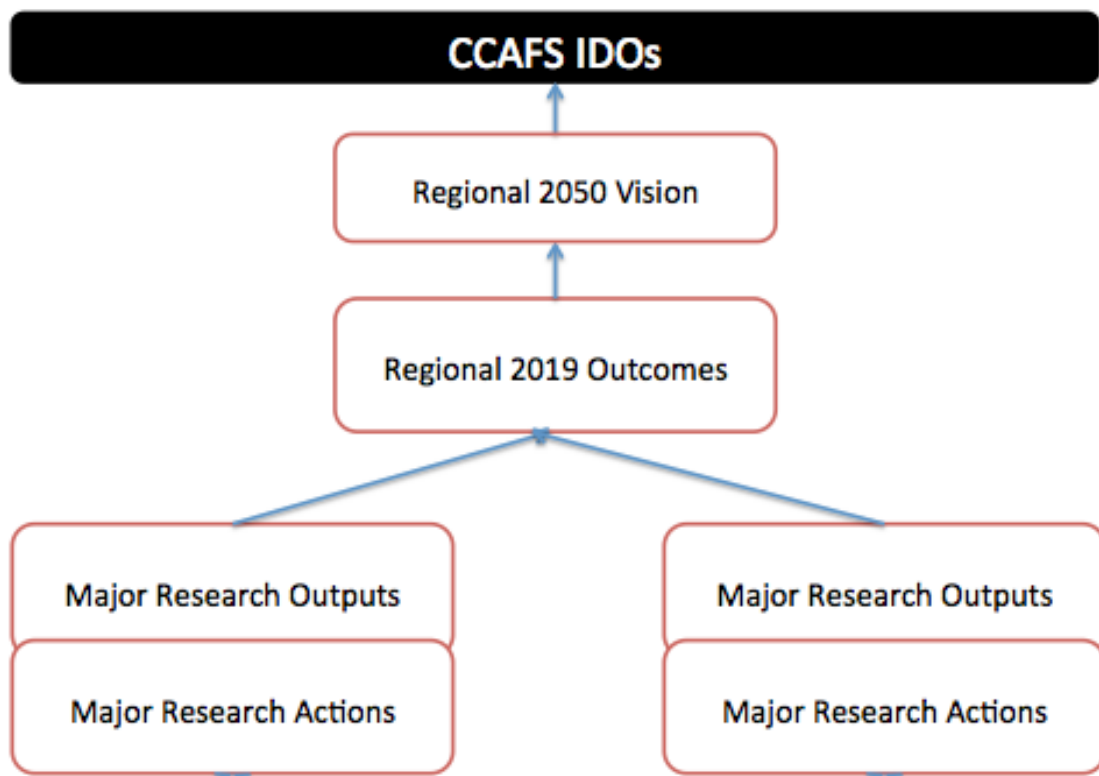 CCAFS IDOs
Regional 2050 Vision
Regional 2019 Outcomes
Major Research Outputs
Major Research Outputs
Major Research Actions
Major Research Actions